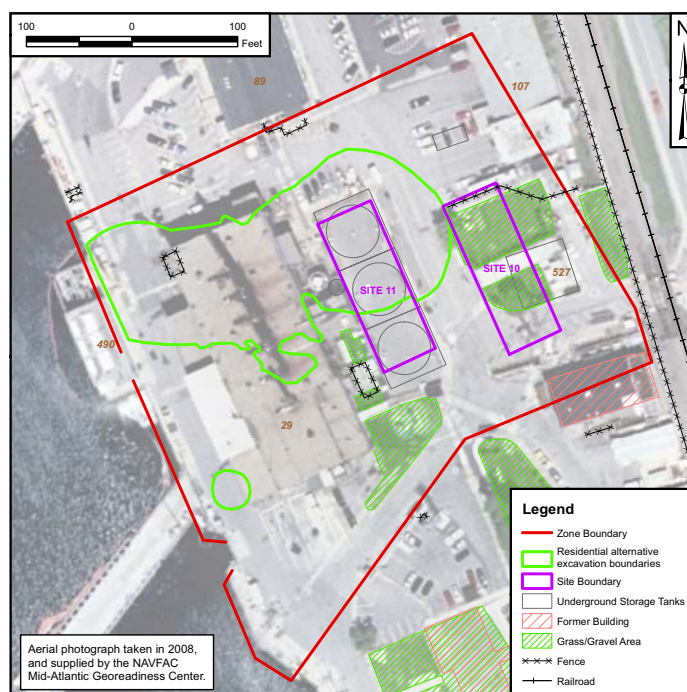 100 0 100
Feet
N
89
107
SITE 11
SITE 10
527
490
29
Legend
Zone Boundary
Residential alternative
excavation boundaries
Site Boundary
Underground Storage Tanks
Former Building
Grass/Gravel Area
Fence
Railroad
Aerial photograph taken in 2008,
and supplied by the NAVFAC
Mid-Atlantic Georeadiness Center.